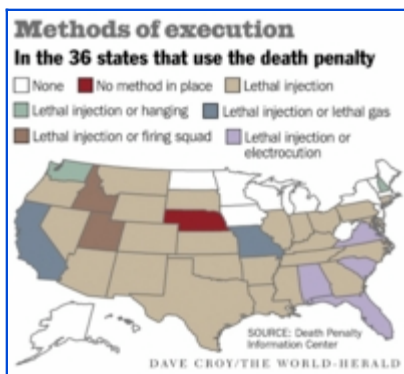 Methods of execution
In the 36 states that use the death penalty
None No method in place Lethal injection
Lethal injection or hanging Lethal injection or lethal gas
Lethal injection or firing squad Lethal injection or
electrocution
SOURCE: Death Penalty
Information Center
DAVE CROY/THE WORLD-HERALD